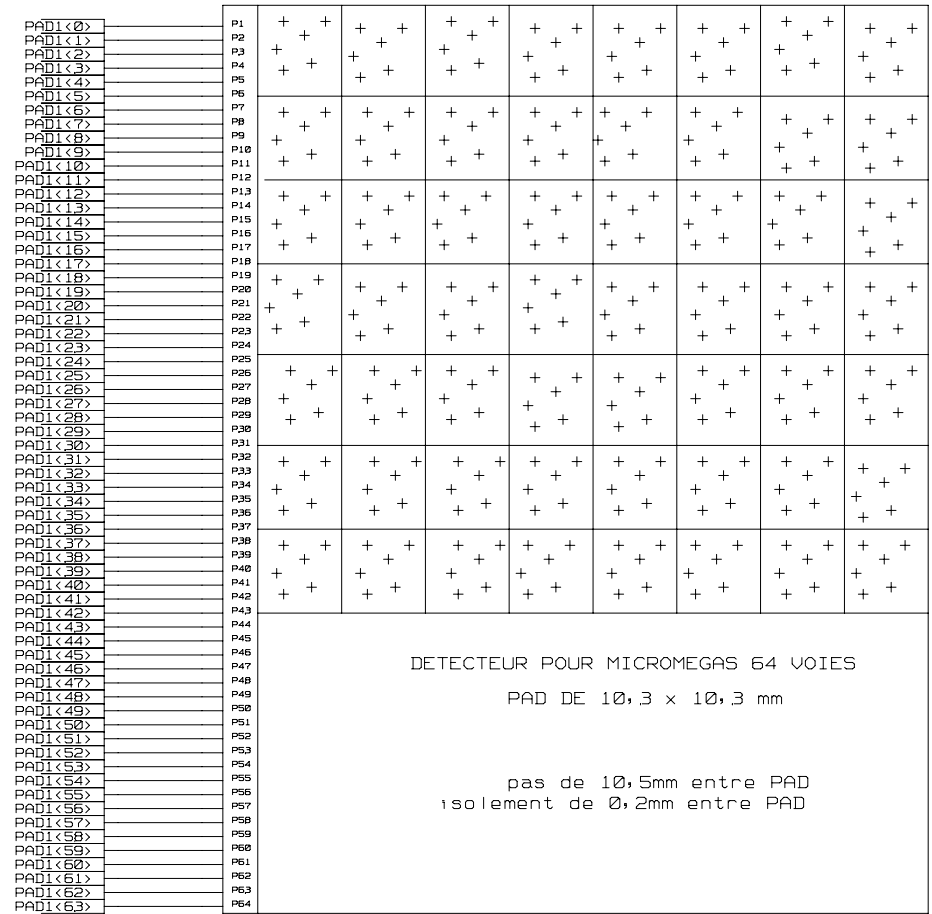 PAD1<0> P1
PAD1<1> P2
PAD1<2> P3
PAD1<3> P4
PAD1<4> P5
PAD1<5> P6
PAD1<6> P7
PAD1<7> P8
PAD1<8> P9
PAD1<9> P10
PAD1<10> P11
PAD1<11> P12
PAD1<12> P13
PAD1<13> P14
PAD1<14> P15
PAD1<15> P16
PAD1<16> P17
PAD1<17> P18
PAD1<18> P19
PAD1<19> P20
PAD1<20> P21
PAD1<21> P22
PAD1<22> P23
PAD1<23> P24
PAD1<24> P25
PAD1<25> P26
PAD1<26> P27
PAD1<27> P28
PAD1<28> P29
PAD1<29> P30
PAD1<30> P31
PAD1<31> P32
PAD1<32> P33
PAD1<33> P34
PAD1<34> P35
PAD1<35> P36
PAD1<36> P37
PAD1<37> P38
PAD1<38> P39
PAD1<39> P40
PAD1<40> P41
PAD1<41> P42
PAD1<42> P43
PAD1<43> P44
PAD1<44> P45
PAD1<45> P46
PAD1<46> P47
PAD1<47> P48
PAD1<48> P49
PAD1<49> P50
PAD1<50> P51
PAD1<51> P52
PAD1<52> P53
PAD1<53> P54
PAD1<54> P55
PAD1<55> P56
PAD1<56> P57
PAD1<57> P58
PAD1<58> P59
PAD1<59> P60
PAD1<60> P61
PAD1<61> P62
PAD1<62> P63
PAD1<63> P64
DETECTEUR POUR MICROMEGAS 64 VOIES
PAD DE 10,3 x 10,3 mm
pas de 10,5mm entre PAD
isolement de 0,2mm entre PAD